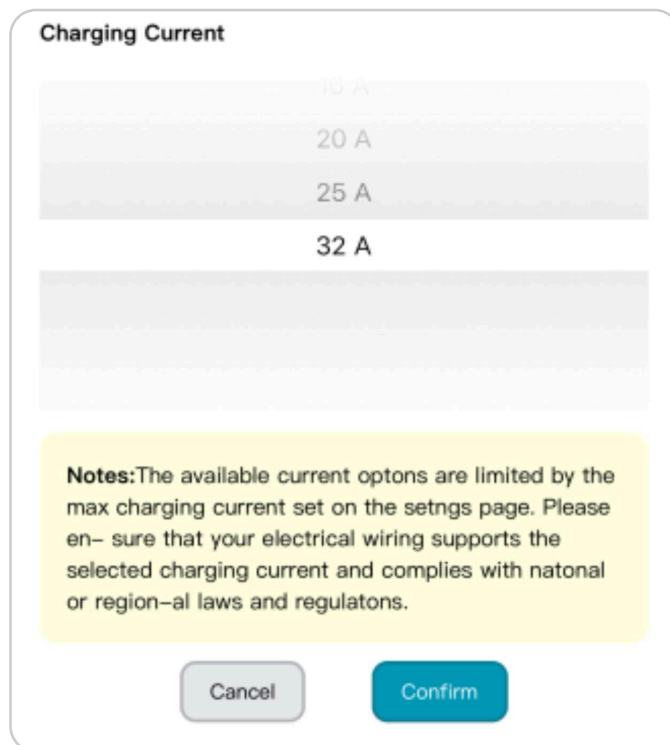 Charging Current
20 A
25 A
32 A
Notes:The available current optons are limited by the
max charging current set on the setngs page. Please
en– sure that your electrical wiring supports the
selected charging current and complies with natonal
or region–al laws and regulatons.
Cancel
Confirm